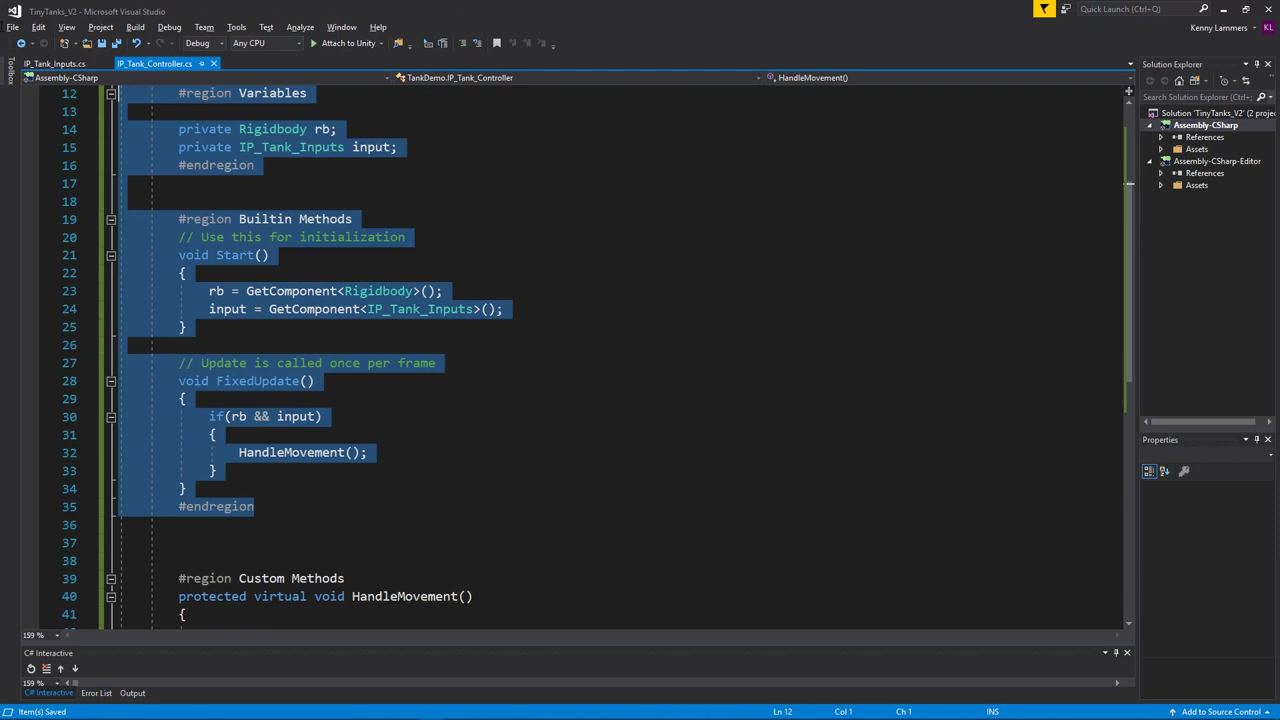 TinyTanks_V2 - Microsoft Visual Studio
Quick Launch (Ctrl+Q)
File Edit View Project Build Debug Team Tools Test Analyze Window Help
Kenny Lammers KL
Debug Any CPU Attach to Unity
Toolbox
IP_Tank_Inputs.cs IP_Tank_Controller.cs
Assembly-CSharp TankDemo.IP_Tank_Controller HandleMovement()
12 #region Variables
13
14 private Rigidbody rb;
15 private IP_Tank_Inputs input;
16 #endregion
17
18
19 #region Builtin Methods
20 // Use this for initialization
21 void Start()
22 {
23 rb = GetComponent<Rigidbody>();
24 input = GetComponent<IP_Tank_Inputs>();
25 }
26
27 // Update is called once per frame
28 void FixedUpdate()
29 {
30 if(rb && input)
31 {
32 HandleMovement();
33 }
34 }
35 #endregion
36
37
38
39 #region Custom Methods
40 protected virtual void HandleMovement()
41 {
159 %
C# Interactive
159 %
C# Interactive Error List Output
Item(s) Saved Ln 12 Col 1 Ch 1 INS Add to Source Control
Solution Explorer
Search Solution Explorer (Ctrl+
Solution 'TinyTanks_V2' (2 projec
Assembly-CSharp
References
Assets
Assembly-CSharp-Editor
References
Assets
Properties